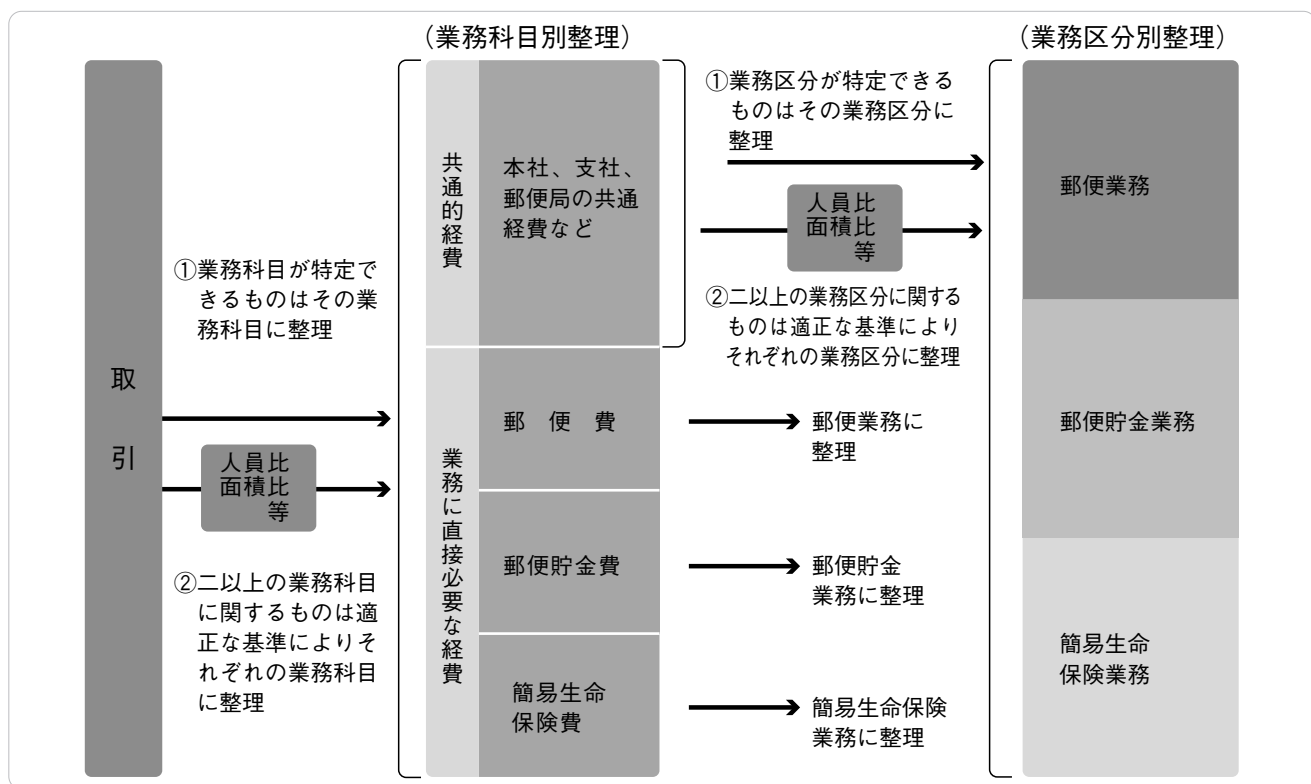 （業務科目別整理）
（業務区分別整理）
取
引
①業務科目が特定で
きるものはその業
務科目に整理
人員比
面積比
等
②二以上の業務科目
に関するものは適
正な基準によりそ
れぞれの業務科目
に整理
共通的経費
本社、支社、
郵便局の共通
経費など
業務に直接必要な経費
郵　便　費
郵便貯金費
簡易生命
保険費
①業務区分が特定できる
ものはその業務区分に
整理
人員比
面積比
等
②二以上の業務区分に関する
ものは適正な基準により
それぞれの業務区分に整理
郵便業務に
整理
郵便貯金
業務に整理
簡易生命保険
業務に整理
郵便業務
郵便貯金業務
簡易生命
保険業務